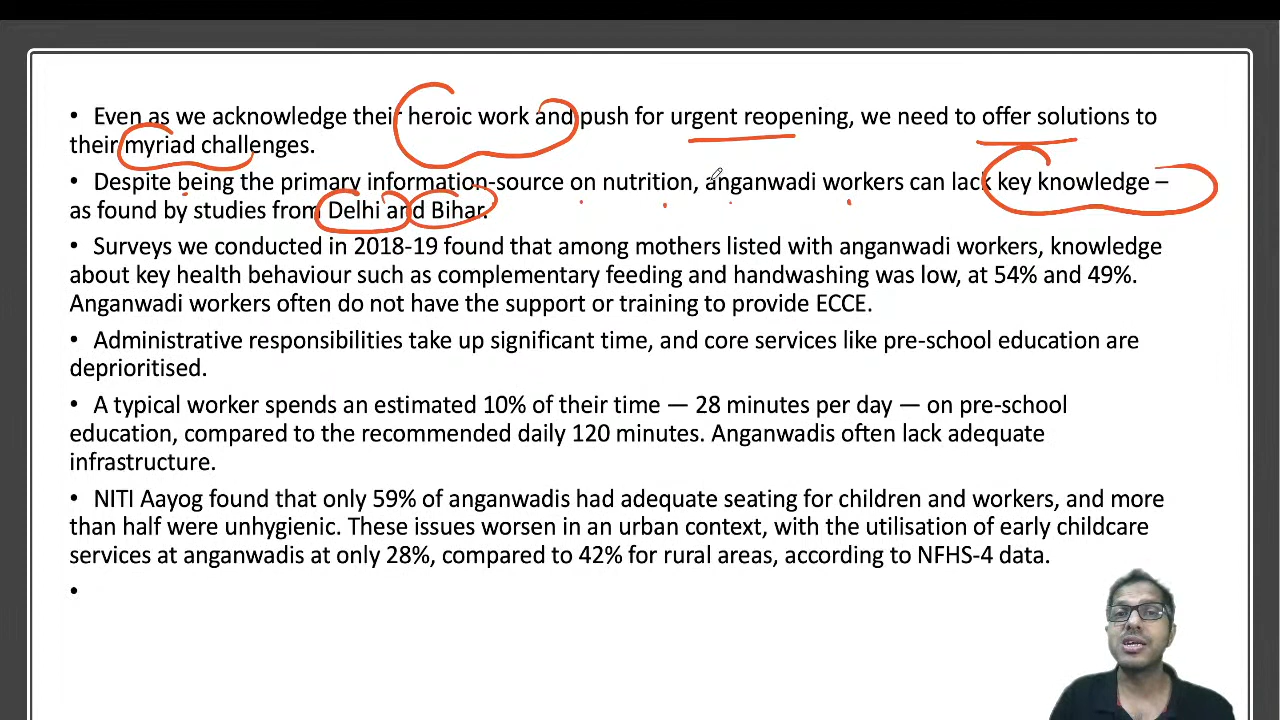 • Even as we acknowledge their heroic work and push for urgent reopening, we need to offer solutions to
their myriad challenges.
• Despite being the primary information-source on nutrition, anganwadi workers can lack key knowledge –
as found by studies from Delhi and Bihar.
• Surveys we conducted in 2018-19 found that among mothers listed with anganwadi workers, knowledge
about key health behaviour such as complementary feeding and handwashing was low, at 54% and 49%.
Anganwadi workers often do not have the support or training to provide ECCE.
• Administrative responsibilities take up significant time, and core services like pre-school education are
deprioritised.
• A typical worker spends an estimated 10% of their time — 28 minutes per day — on pre-school
education, compared to the recommended daily 120 minutes. Anganwadis often lack adequate
infrastructure.
• NITI Aayog found that only 59% of anganwadis had adequate seating for children and workers, and more
than half were unhygienic. These issues worsen in an urban context, with the utilisation of early childcare
services at anganwadis at only 28%, compared to 42% for rural areas, according to NFHS-4 data.
•